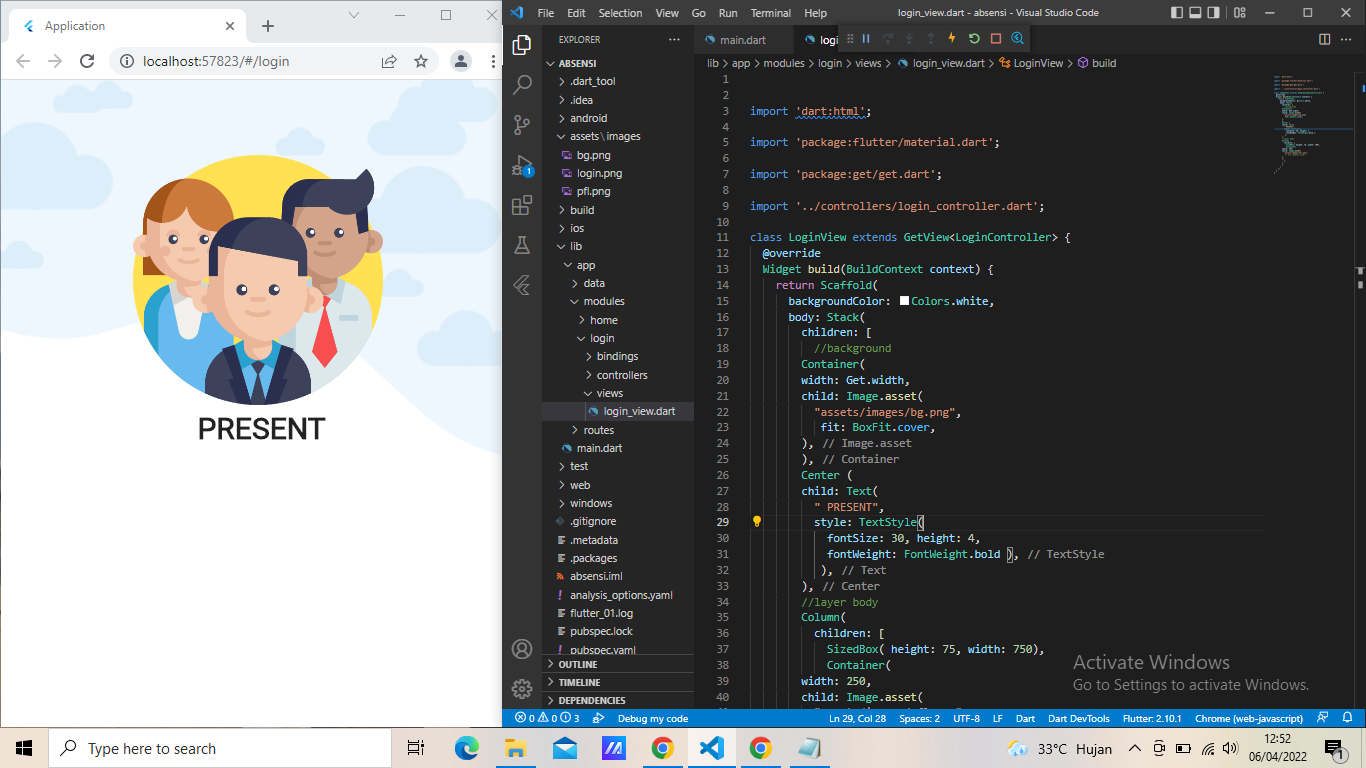 Application
localhost:57823/#/login
PRESENT
File Edit Selection View Go Run Terminal Help
login_view.dart - absensi - Visual Studio Code
EXPLORER
ABSENSI
.dart_tool
.idea
android
assets\images
bg.png
login.png
pfl.png
build
ios
lib
app
data
modules
home
login
bindings
controllers
views
login_view.dart
routes
main.dart
test
web
windows
.gitignore
.metadata
.packages
absensi.iml
analysis_options.yaml
flutter_01.log
pubspec.lock
pubspec.yaml
OUTLINE
TIMELINE
DEPENDENCIES
1
main.dart
logi
lib > app > modules > login > views > login_view.dart > LoginView > build
1
2
3 import 'dart:html';
4
5 import 'package:flutter/material.dart';
6
7 import 'package:get/get.dart';
8
9 import '../controllers/login_controller.dart';
10
11 class LoginView extends GetView<LoginController> {
12 @override
13 Widget build(BuildContext context) {
14 return Scaffold(
15 backgroundColor: Colors.white,
16 body: Stack(
17 children: [
18 //background
19 Container(
20 width: Get.width,
21 child: Image.asset(
22 "assets/images/bg.png",
23 fit: BoxFit.cover,
24 ), // Image.asset
25 ), // Container
26 Center (
27 child: Text(
28 " PRESENT",
29 style: TextStyle(
30 fontSize: 30, height: 4,
31 fontWeight: FontWeight.bold ), // TextStyle
32 ), // Text
33 ), // Center
34 //layer body
35 Column(
36 children: [
37 SizedBox( height: 75, width: 750),
38 Container(
39 width: 250,
40 child: Image.asset(
Activate Windows
Go to Settings to activate Windows.
0 0 3 Debug my code
Ln 29, Col 28 Spaces: 2 UTF-8 LF Dart Dart DevTools Flutter: 2.10.1 Chrome (web-javascript)
Type here to search
33°C Hujan
12:52
06/04/2022
1